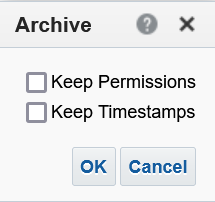 Archive ? ×
Keep Permissions
Keep Timestamps
OK Cancel